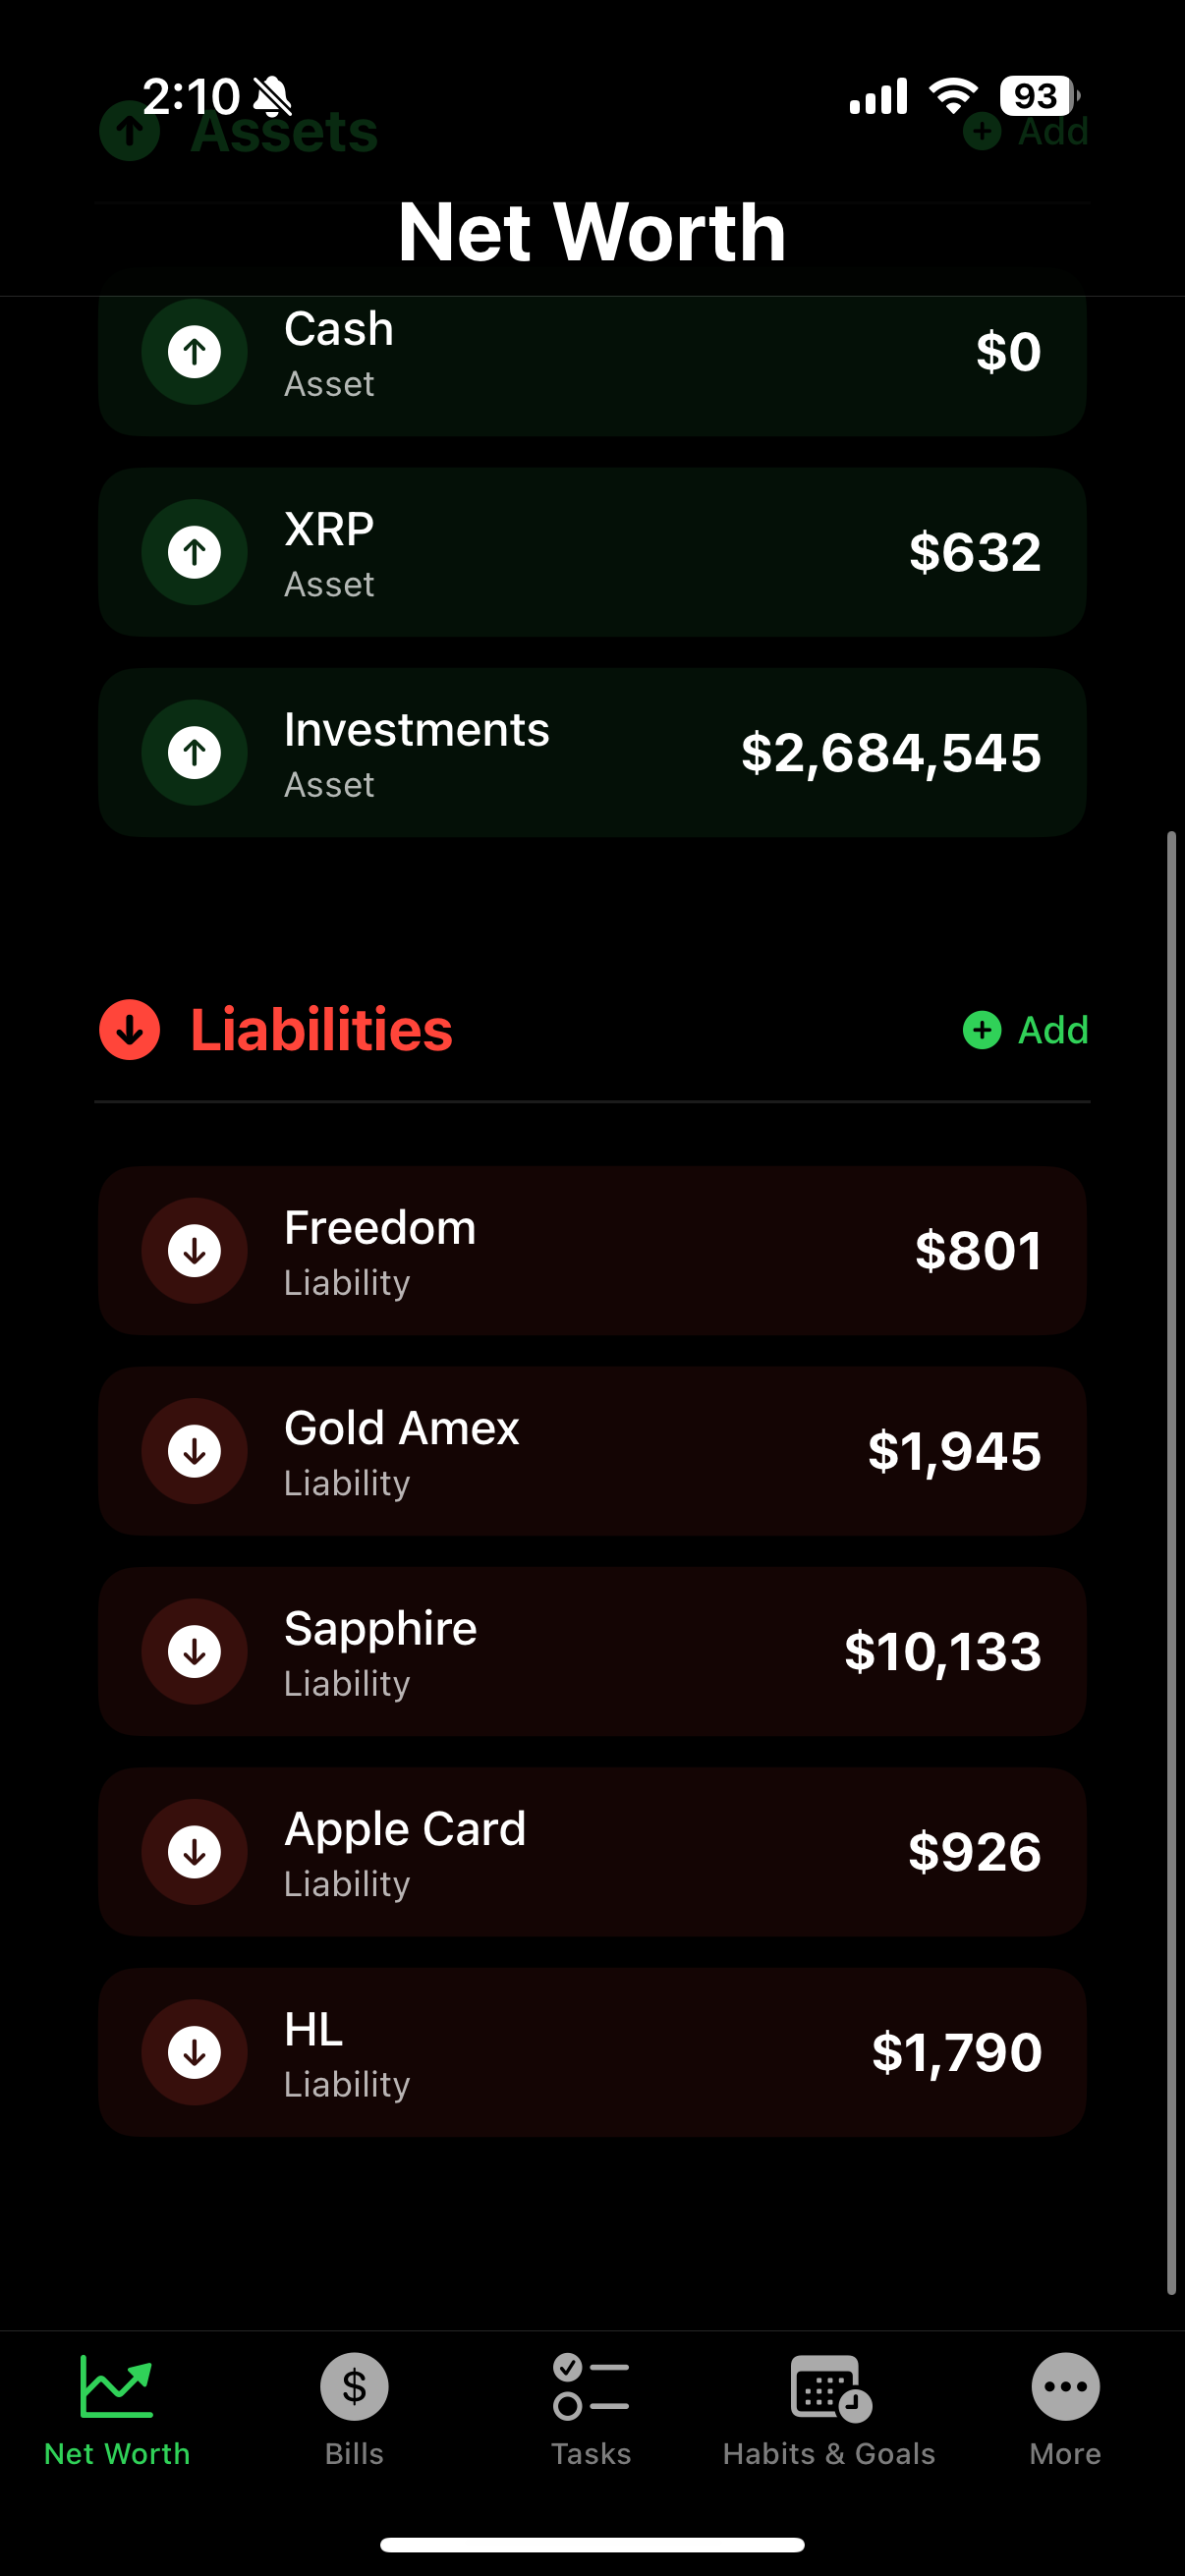 2:10
93
Assets
Add
Net Worth
Cash
Asset
$0
XRP
Asset
$632
Investments
Asset
$2,684,545
Liabilities
Add
Freedom
Liability
$801
Gold Amex
Liability
$1,945
Sapphire
Liability
$10,133
Apple Card
Liability
$926
HL
Liability
$1,790
Net Worth
Bills
Tasks
Habits & Goals
More